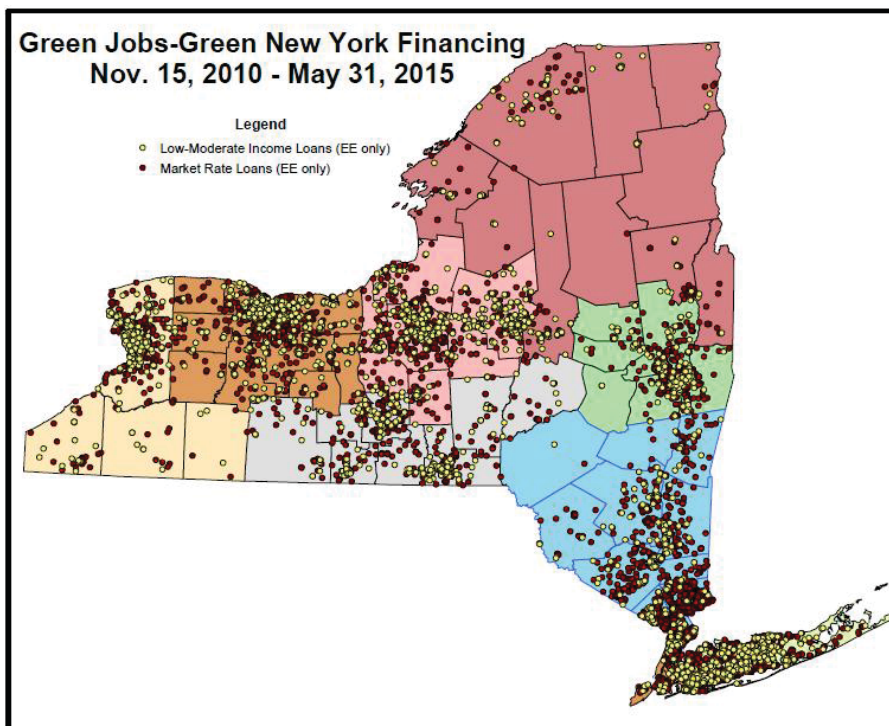 Green Jobs-Green New York Financing
Nov. 15, 2010 - May 31, 2015
Legend
Low-Moderate Income Loans (EE only)
Market Rate Loans (EE only)